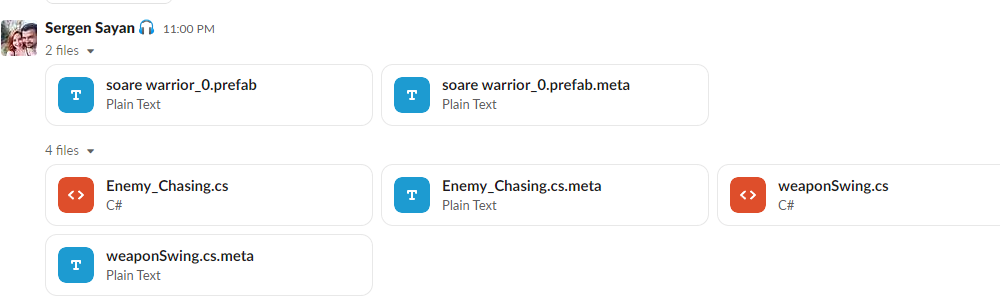 Sergen Sayan 11:00 PM
2 files
soare warrior_0.prefab
Plain Text
soare warrior_0.prefab.meta
Plain Text
4 files
Enemy_Chasing.cs
C#
Enemy_Chasing.cs.meta
Plain Text
weaponSwing.cs
C#
weaponSwing.cs.meta
Plain Text